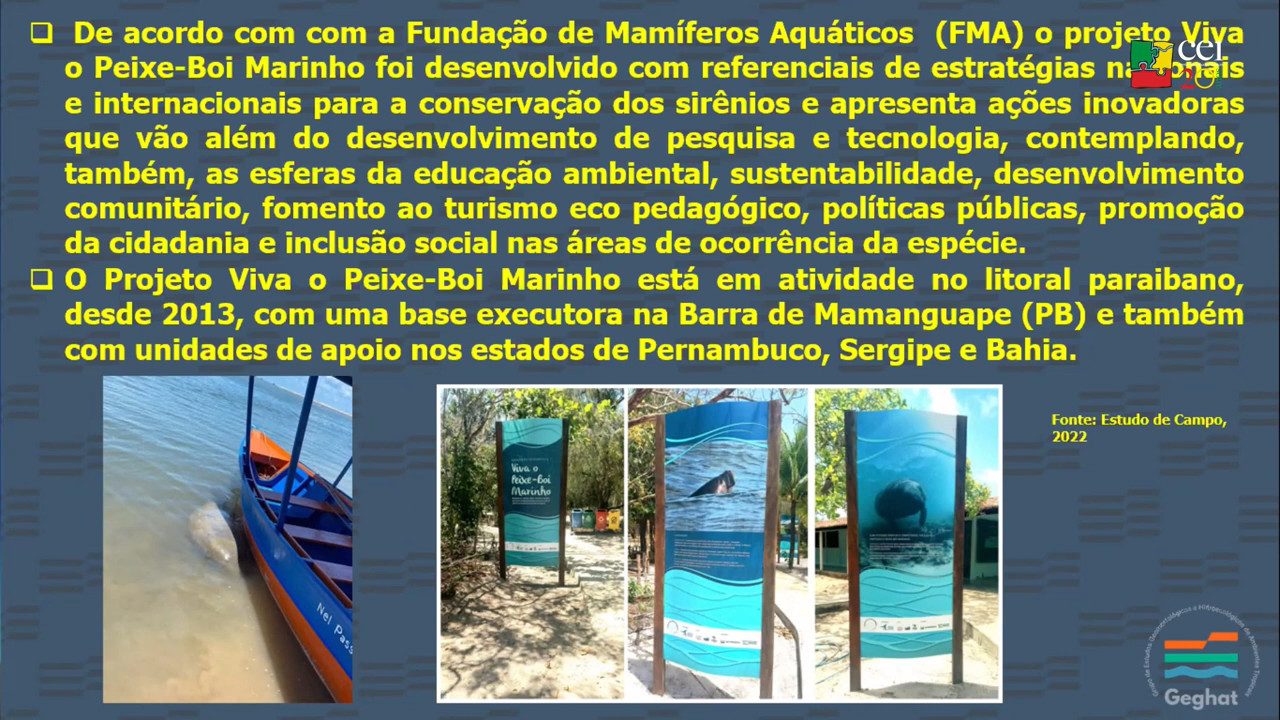 ❑ De acordo com com a Fundação de Mamíferos Aquáticos (FMA) o projeto Viva
o Peixe-Boi Marinho foi desenvolvido com referenciais de estratégias
e internacionais para a conservação dos sirênios e apresenta ações inovadoras
que vão além do desenvolvimento de pesquisa e tecnologia, contemplando,
também, as esferas da educação ambiental, sustentabilidade, desenvolvimento
comunitário, fomento ao turismo eco pedagógico, políticas públicas, promoção
da cidadania e inclusão social nas áreas de ocorrência da espécie.
❑ O Projeto Viva o Peixe-Boi Marinho está em atividade no litoral paraibano,
desde 2013, com uma base executora na Barra de Mamanguape (PB) e também
com unidades de apoio nos estados de Pernambuco, Sergipe e Bahia.
Fonte: Estudo de Campo,
2022
Viva o
Peixe-Boi
Marinho
Nel Pass
Geghat